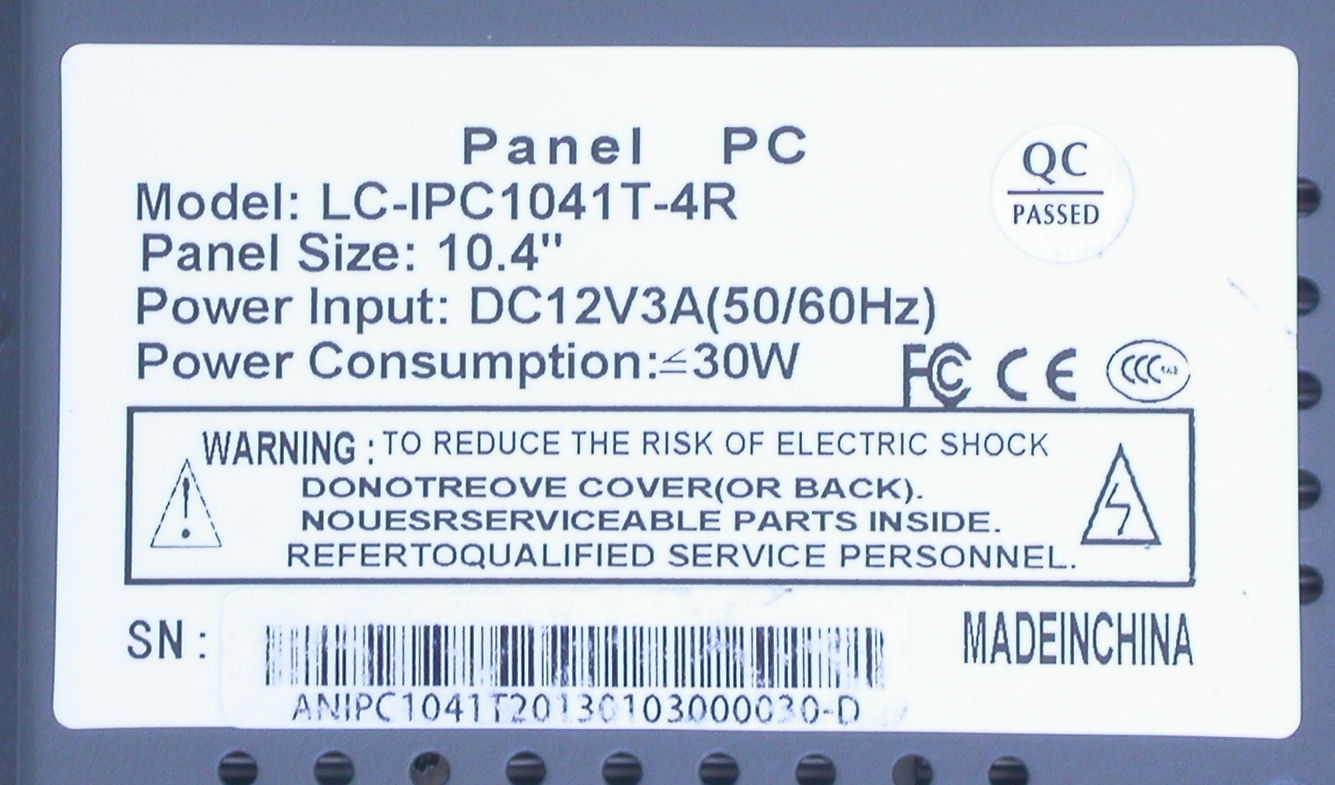 Panel PC
QC
PASSED
Model: LC-IPC1041T-4R
Panel Size: 10.4"
Power Input: DC12V3A(50/60Hz)
Power Consumption:≤30W
FC CE CCC
WARNING : TO REDUCE THE RISK OF ELECTRIC SHOCK
DONOTREOVE COVER(OR BACK).
NOUESRSERVICEABLE PARTS INSIDE.
REFERTOQUALIFIED SERVICE PERSONNEL.
SN :
MADEINCHINA
ANIPC1041T20130103000030-D